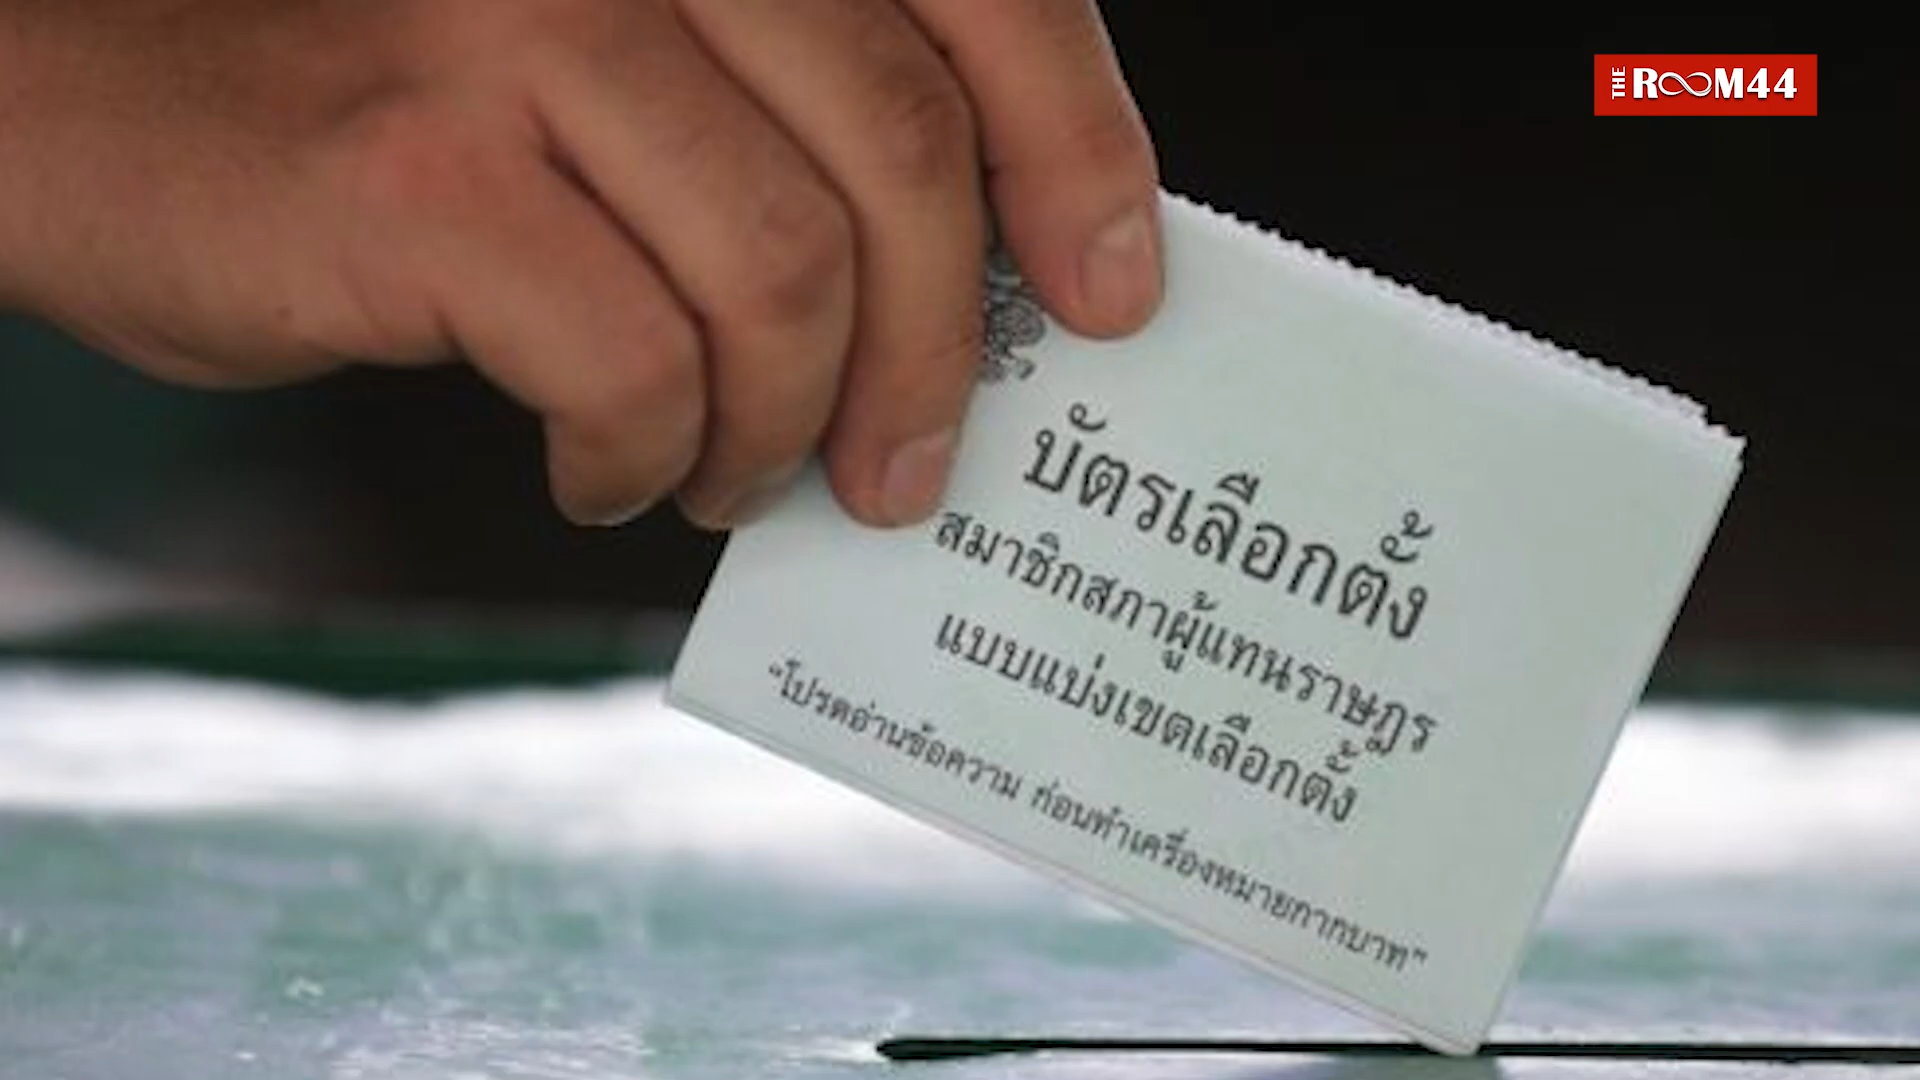 THE ROOM44
บัตรเลือกตั้ง
สมาชิกสภาผู้แทนราษฎร
แบบแบ่งเขตเลือกตั้ง
“โปรดอ่านข้อความ ก่อนทำเครื่องหมายกากบาท”